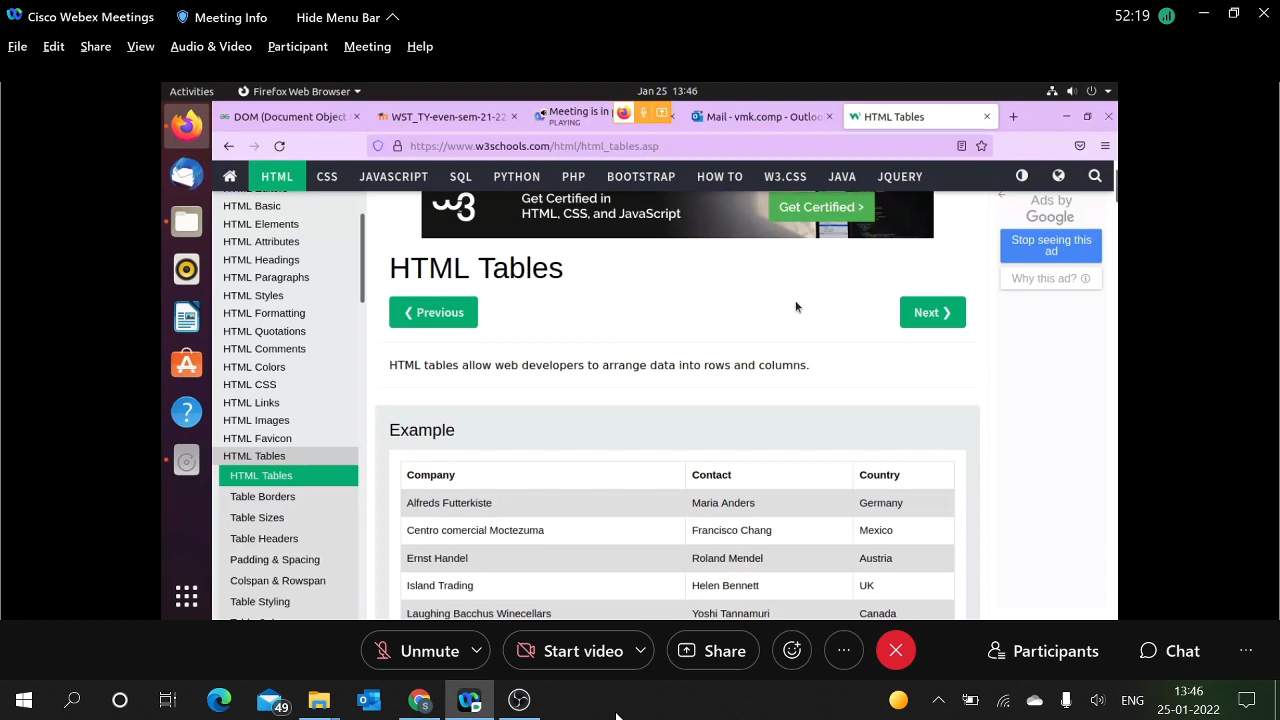 Cisco Webex Meetings Meeting Info Hide Menu Bar 52:19
File Edit Share View Audio & Video Participant Meeting Help
Activities Firefox Web Browser Jan 25 13:46
DOM (Document Object WST_TY-even-sem-21-22 Meeting is in Mail - vmk.comp - Outloo HTML Tables
PLAYING
https://www.w3schools.com/html/html_tables.asp
HTML CSS JAVASCRIPT SQL PYTHON PHP BOOTSTRAP HOW TO W3.CSS JAVA JQUERY
HTML Basic
HTML Elements
HTML Attributes
HTML Headings
HTML Paragraphs
HTML Styles
HTML Formatting
HTML Quotations
HTML Comments
HTML Colors
HTML CSS
HTML Links
HTML Images
HTML Favicon
HTML Tables
HTML Tables
Table Borders
Table Sizes
Table Headers
Padding & Spacing
Colspan & Rowspan
Table Styling
Get Certified in
HTML, CSS, and JavaScript
Get Certified >
HTML Tables
❮ Previous
Next ❯
HTML tables allow web developers to arrange data into rows and columns.
Example
Company Contact Country
Alfreds Futterkiste Maria Anders Germany
Centro comercial Moctezuma Francisco Chang Mexico
Ernst Handel Roland Mendel Austria
Island Trading Helen Bennett UK
Laughing Bacchus Winecellars Yoshi Tannamuri Canada
Ads by
Google
Stop seeing this
ad
Why this ad?
Unmute Start video Share Participants Chat
49 ENG 13:46
25-01-2022